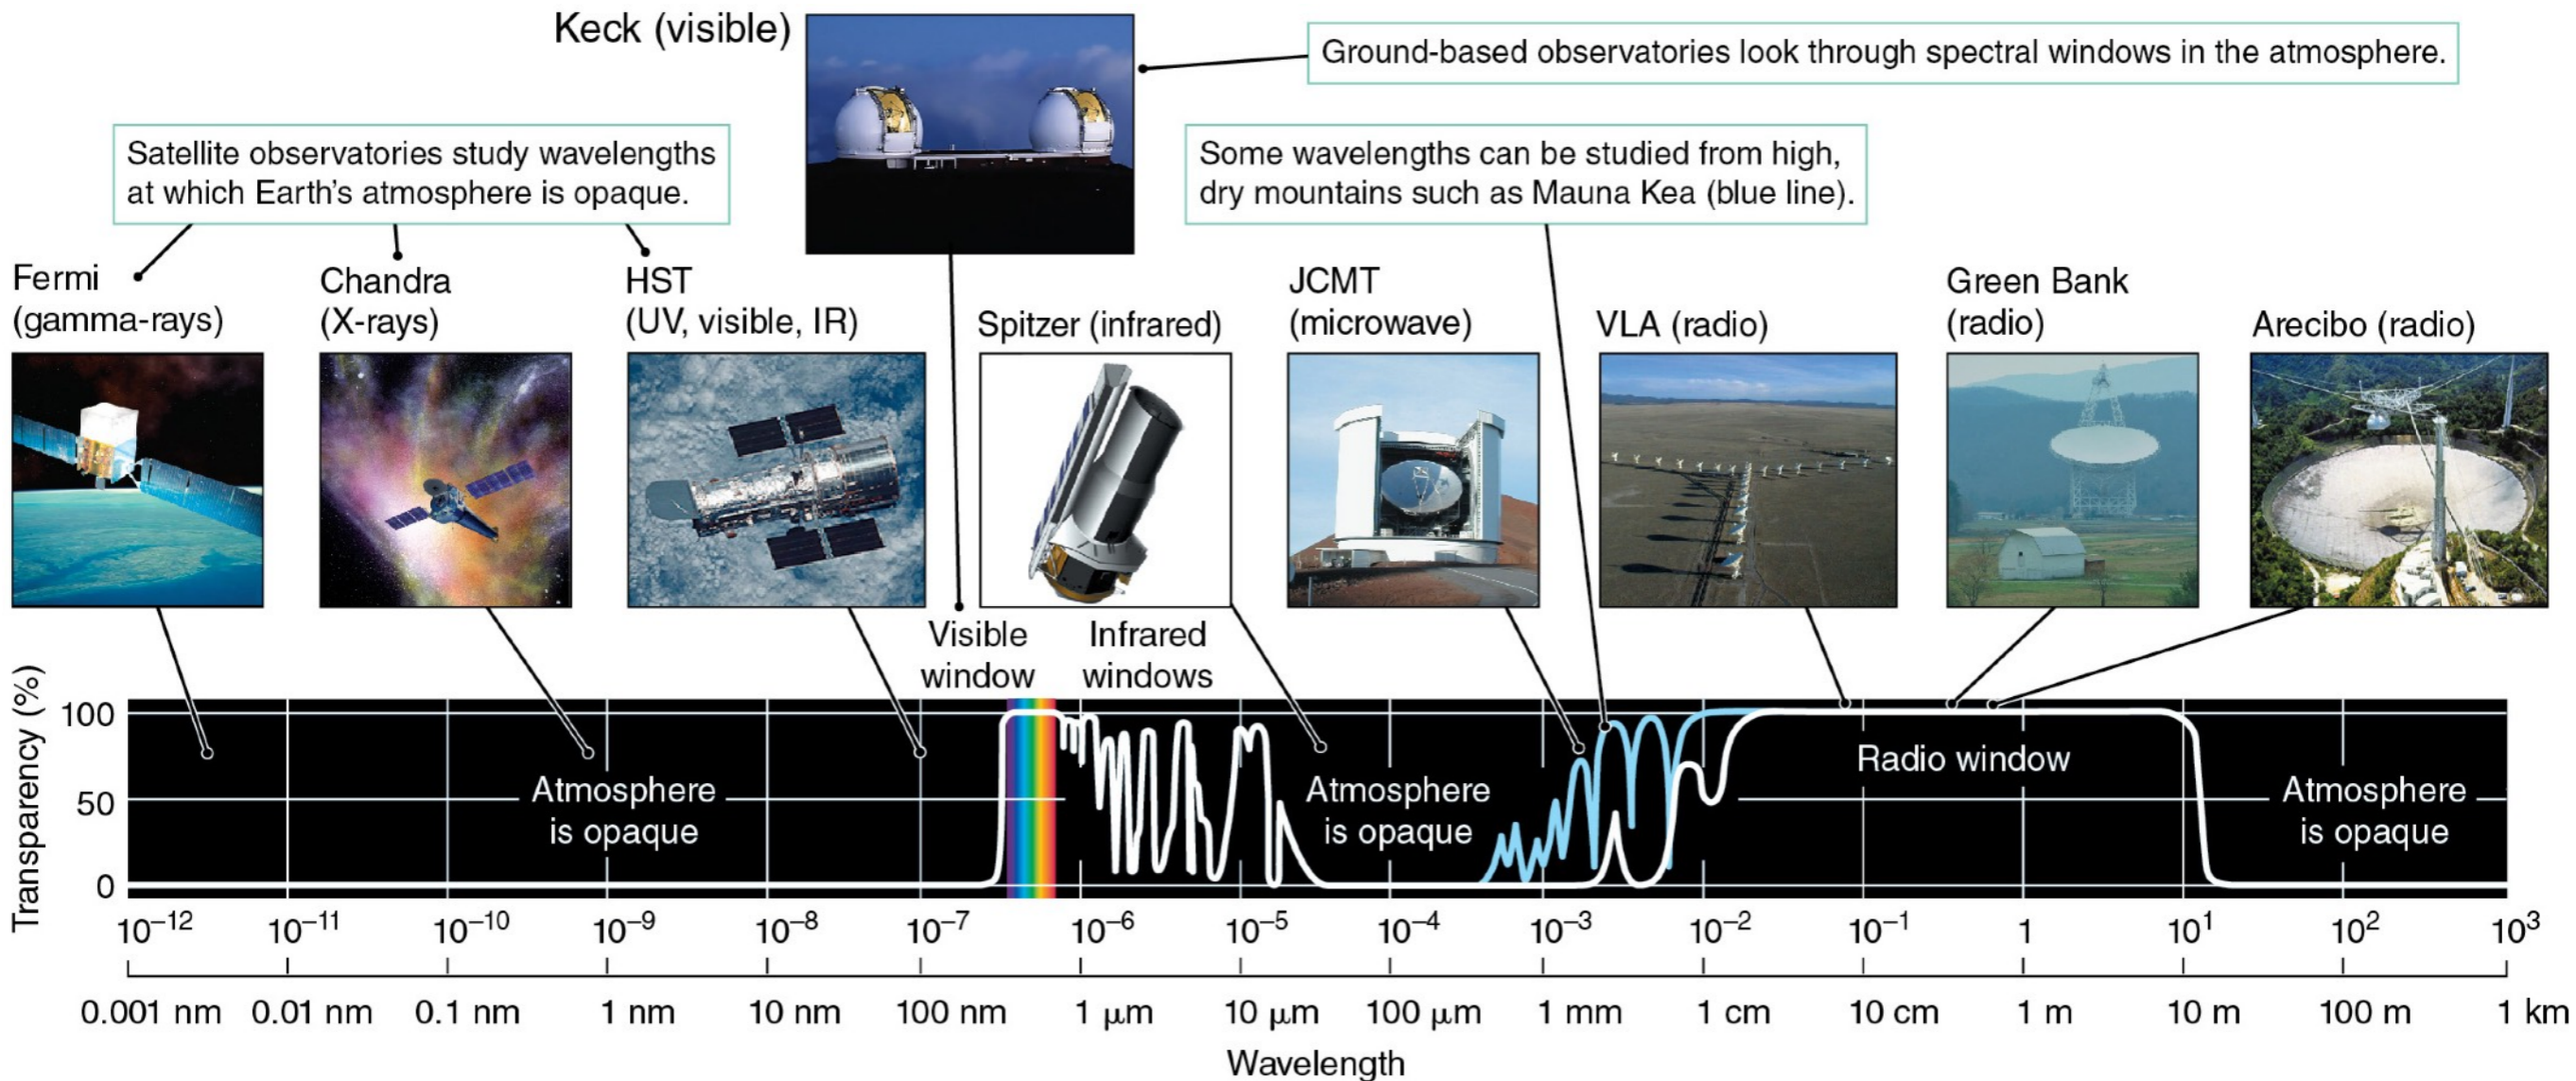 Keck (visible)
Ground-based observatories look through spectral windows in the atmosphere.
Satellite observatories study wavelengths
at which Earth’s atmosphere is opaque.
Some wavelengths can be studied from high,
dry mountains such as Mauna Kea (blue line).
Fermi
(gamma-rays)
Chandra
(X-rays)
HST
(UV, visible, IR)
Spitzer (infrared)
JCMT
(microwave)
VLA (radio)
Green Bank
(radio)
Arecibo (radio)
Visible
window
Infrared
windows
Transparency (%)
100
50
0
Atmosphere
is opaque
Atmosphere
is opaque
Radio window
Atmosphere
is opaque
10⁻¹² 10⁻¹¹ 10⁻¹⁰ 10⁻⁹ 10⁻⁸ 10⁻⁷ 10⁻⁶ 10⁻⁵ 10⁻⁴ 10⁻³ 10⁻² 10⁻¹ 1 10¹ 10² 10³
0.001 nm 0.01 nm 0.1 nm 1 nm 10 nm 100 nm 1 μm 10 μm 100 μm 1 mm 1 cm 10 cm 1 m 10 m 100 m 1 km
Wavelength